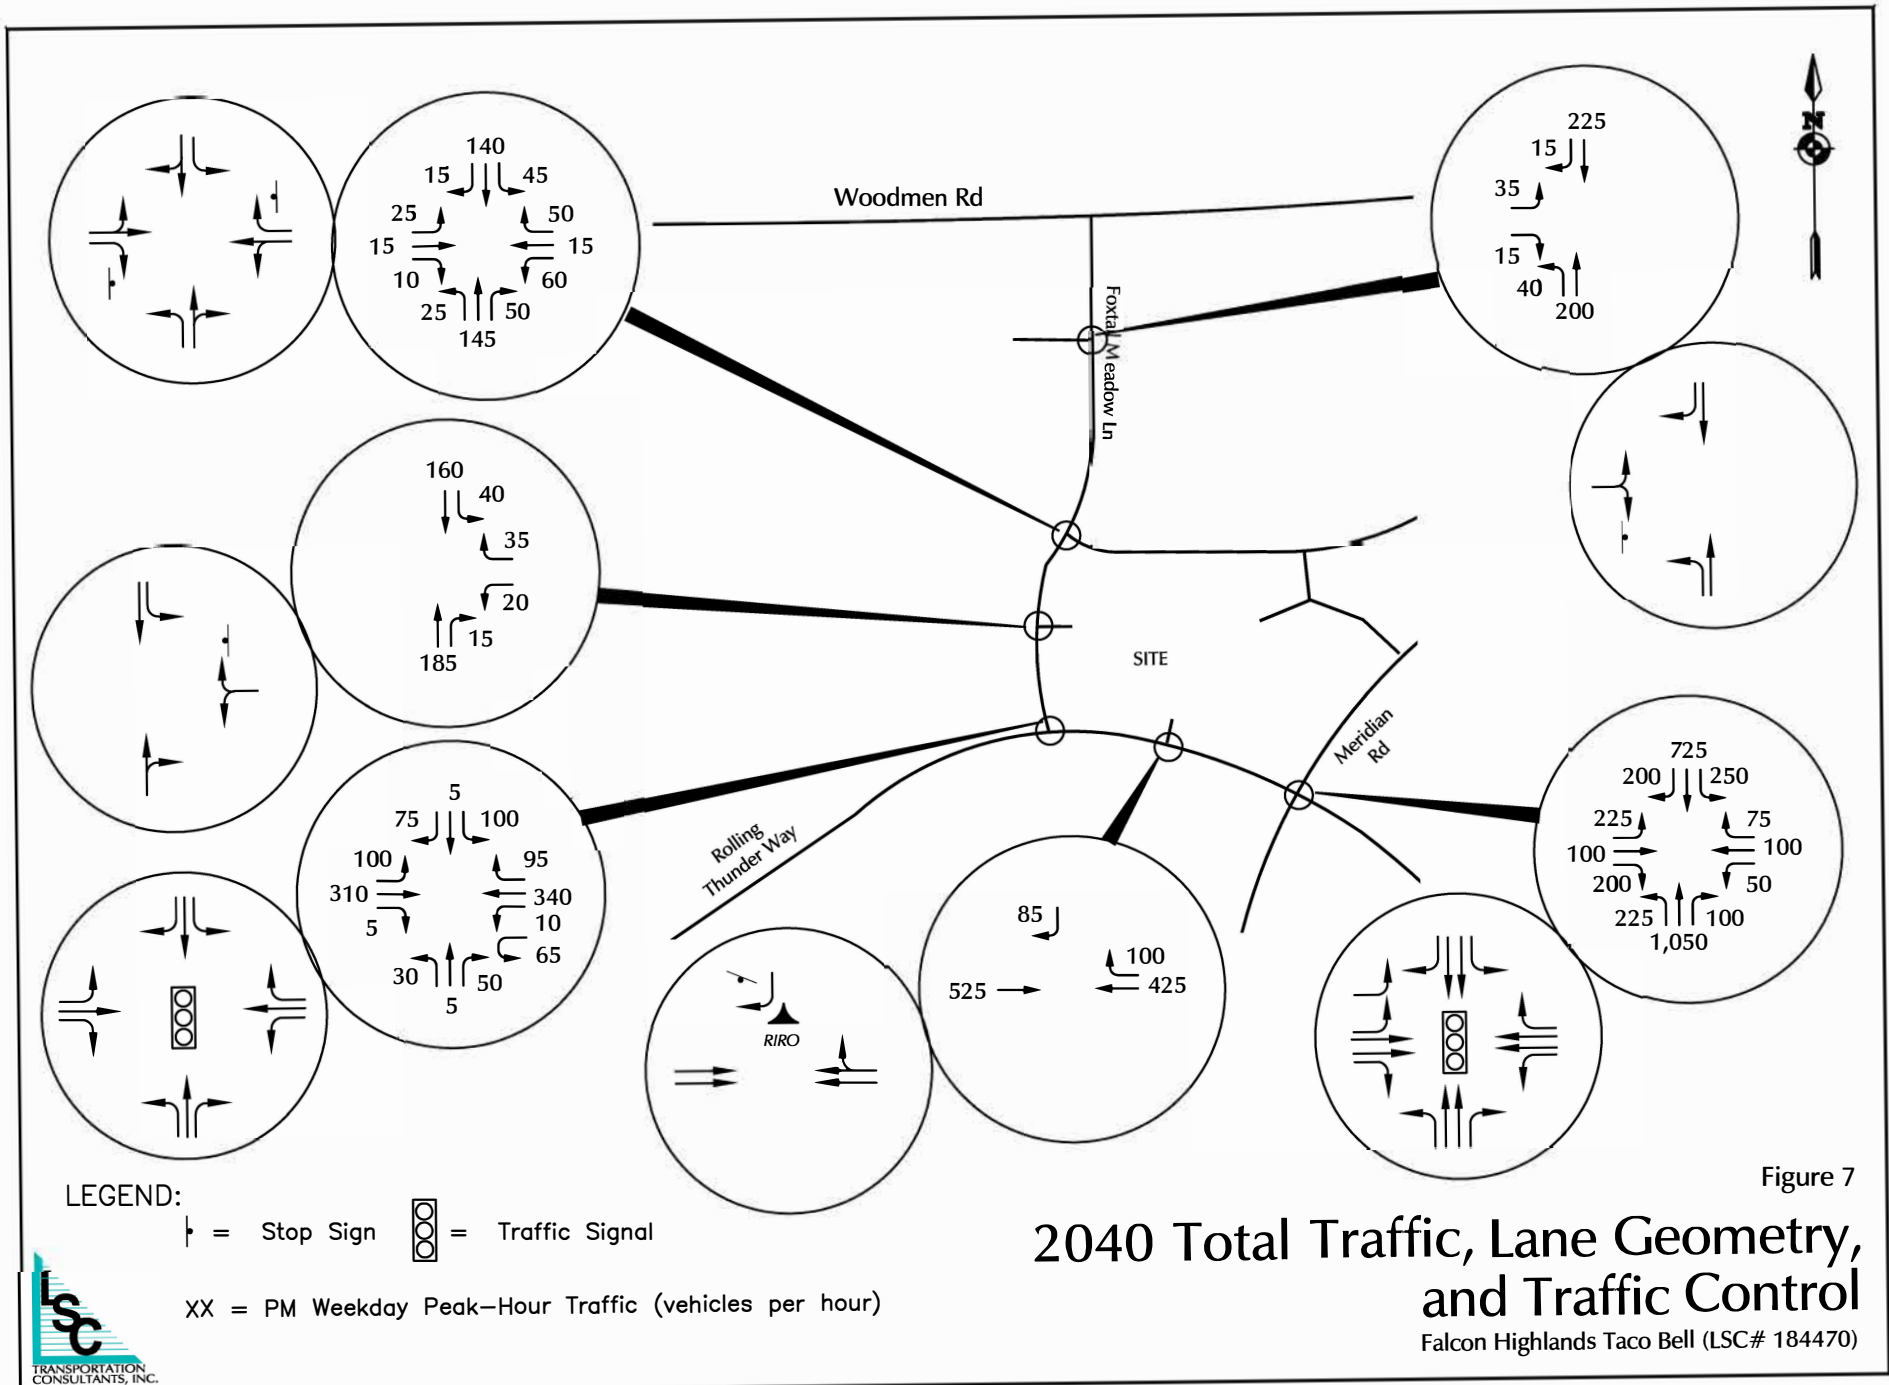 N
Woodmen Rd
Foxtail Meadow Ln
225
15
35
15
40
200
140
15
45
25
50
15
15
10
60
25
50
145
160
40
35
20
15
185
SITE
Meridian
Rd
Rolling
Thunder Way
5
75
100
100
95
310
340
5
10
65
30
50
5
85
100
525
425
RIRO
725
200
250
225
75
100
100
200
50
225
100
1,050
LEGEND:
= Stop Sign
= Traffic Signal
XX = PM Weekday Peak-Hour Traffic (vehicles per hour)
LSC
TRANSPORTATION
CONSULTANTS, INC.
Figure 7
2040 Total Traffic, Lane Geometry,
and Traffic Control
Falcon Highlands Taco Bell (LSC# 184470)